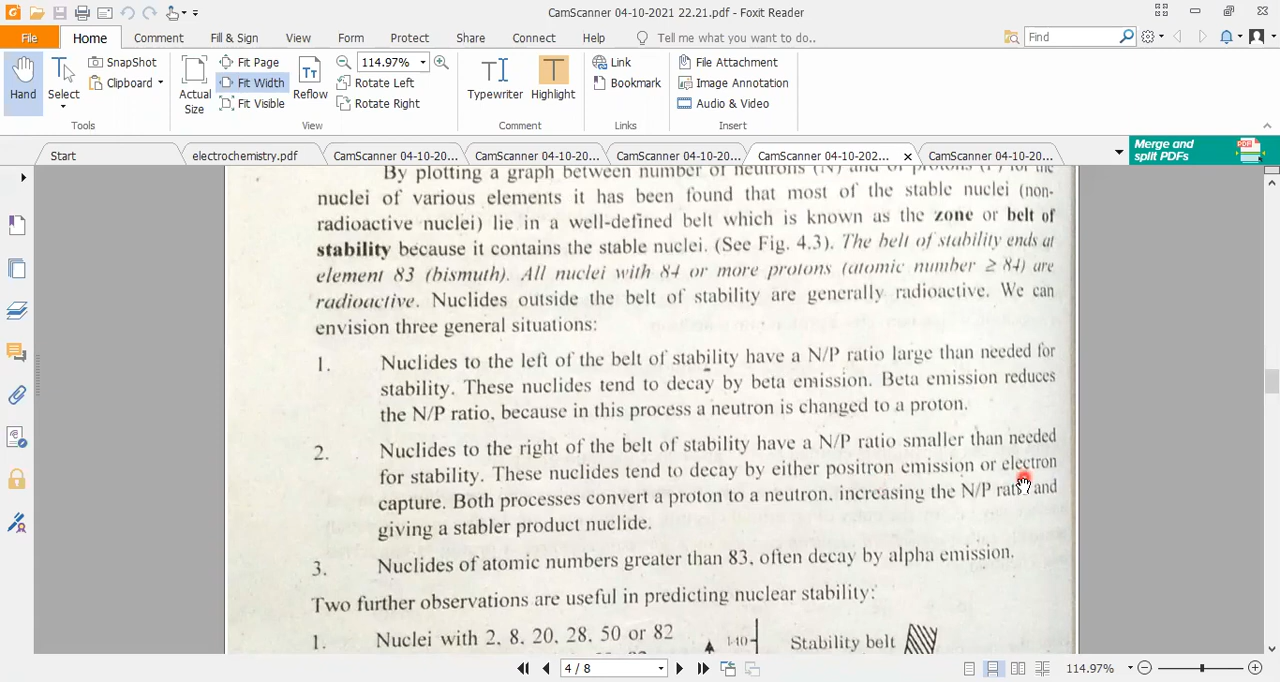 CamScanner 04-10-2021 22.21.pdf - Foxit Reader
File Home Comment Fill & Sign View Form Protect Share Connect Help Tell me what you want to do.. Find
SnapShot Fit Page 114.97% Link File Attachment
Hand Select Clipboard Actual Size Fit Width Reflow Rotate Left Typewriter Highlight Bookmark Image Annotation
Fit Visible Rotate Right Audio & Video
Tools View Comment Links Insert
Start electrochemistry.pdf CamScanner 04-10-20... CamScanner 04-10-20... CamScanner 04-10-20... CamScanner 04-10-202... CamScanner 04-10-20... Merge and split PDFs
By plotting a graph between number of neutrons (N) and of protons (P) for the
nuclei of various elements it has been found that most of the stable nuclei (non-
radioactive nuclei) lie in a well-defined belt which is known as the zone or belt of
stability because it contains the stable nuclei. (See Fig. 4.3). The belt of stability ends at
element 83 (bismuth). All nuclei with 84 or more protons (atomic number ≥ 84) are
radioactive. Nuclides outside the belt of stability are generally radioactive. We can
envision three general situations:
1. Nuclides to the left of the belt of stability have a N/P ratio large than needed for
stability. These nuclides tend to decay by beta emission. Beta emission reduces
the N/P ratio, because in this process a neutron is changed to a proton.
2. Nuclides to the right of the belt of stability have a N/P ratio smaller than needed
for stability. These nuclides tend to decay by either positron emission or electron
capture. Both processes convert a proton to a neutron, increasing the N/P ratio and
giving a stabler product nuclide.
3. Nuclides of atomic numbers greater than 83, often decay by alpha emission.
Two further observations are useful in predicting nuclear stability:
1. Nuclei with 2, 8, 20, 28, 50 or 82
140 Stability belt
4 / 8 114.97%